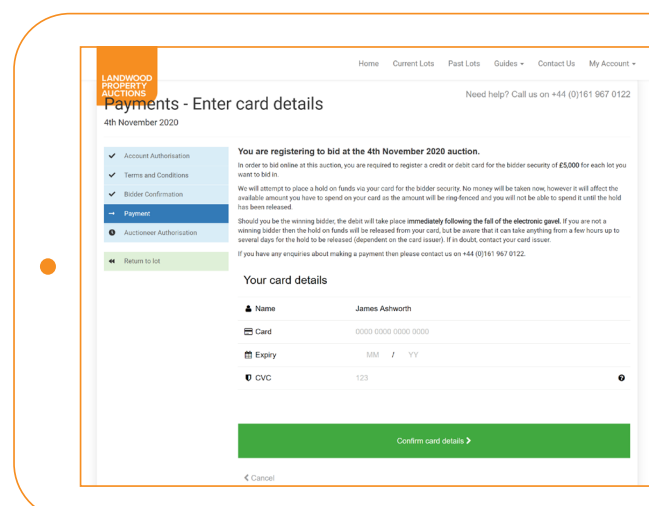 LANDWOOD
PROPERTY
AUCTIONS
Home Current Lots Past Lots Guides Contact Us My Account
Payments - Enter card details
Need help? Call us on +44 (0)161 967 0122
4th November 2020
Account Authorisation
Terms and Conditions
Bidder Confirmation
Payment
Auctioneer Authorisation
Return to lot
You are registering to bid at the 4th November 2020 auction.
In order to bid online at this auction, you are required to register a credit or debit card for the bidder security of £5,000 for each lot you
want to bid in.
We will attempt to place a hold on funds via your card for the bidder security. No money will be taken now, however it will affect the
available amount you have to spend on your card as the amount will be ring-fenced and you will not be able to spend it until the hold
has been released.
Should you be the winning bidder, the debit will take place immediately following the fall of the electronic gavel. If you are not a
winning bidder then the hold on funds will be released from your card, but be aware that it can take anything from a few hours up to
several days for the hold to be released (dependent on the card issuer). If in doubt, contact your card issuer.
If you have any enquiries about making a payment then please contact us on +44 (0)161 967 0122.
Your card details
Name James Ashworth
Card 0000 0000 0000 0000
Expiry MM / YY
CVC 123
Confirm card details
Cancel